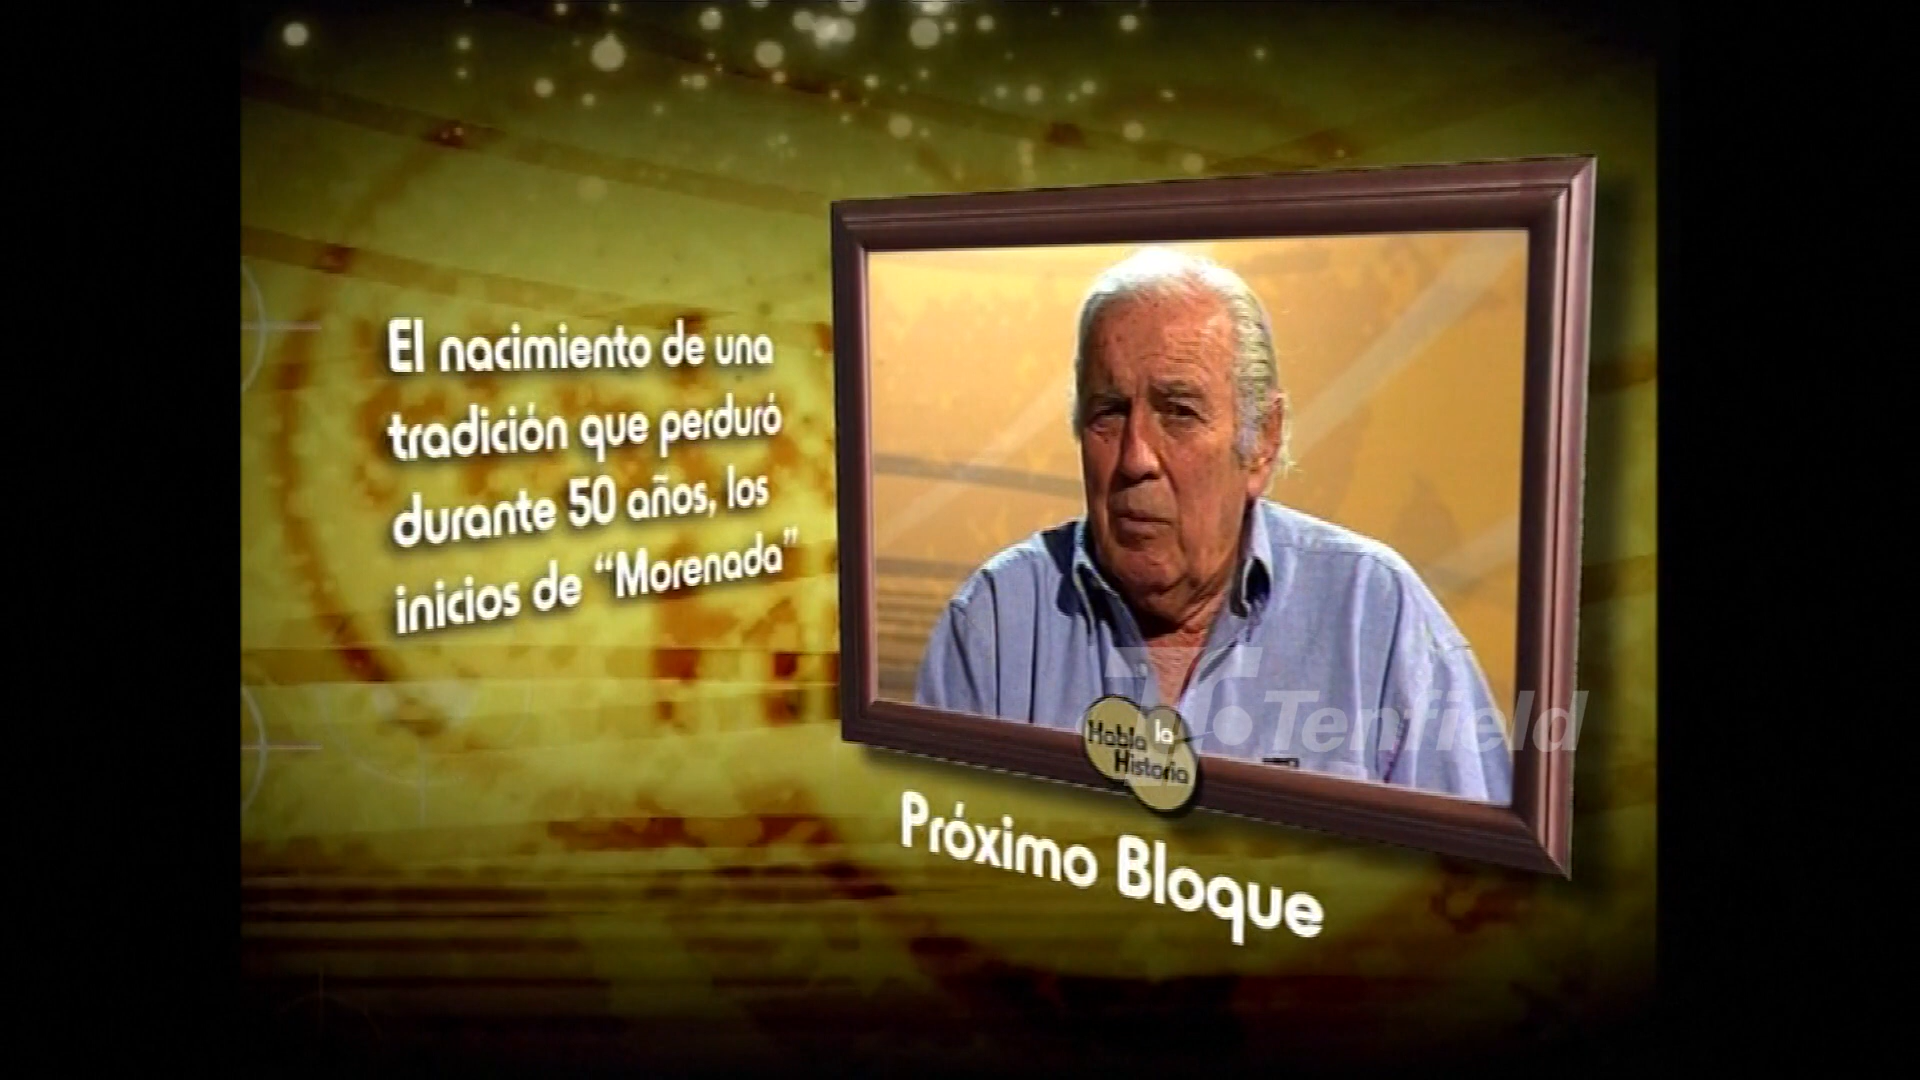 El nacimiento de una
tradición que perduró
durante 50 años, los
inicios de “Morenada”
Habla la
Historia
Tenfield
Próximo Bloque